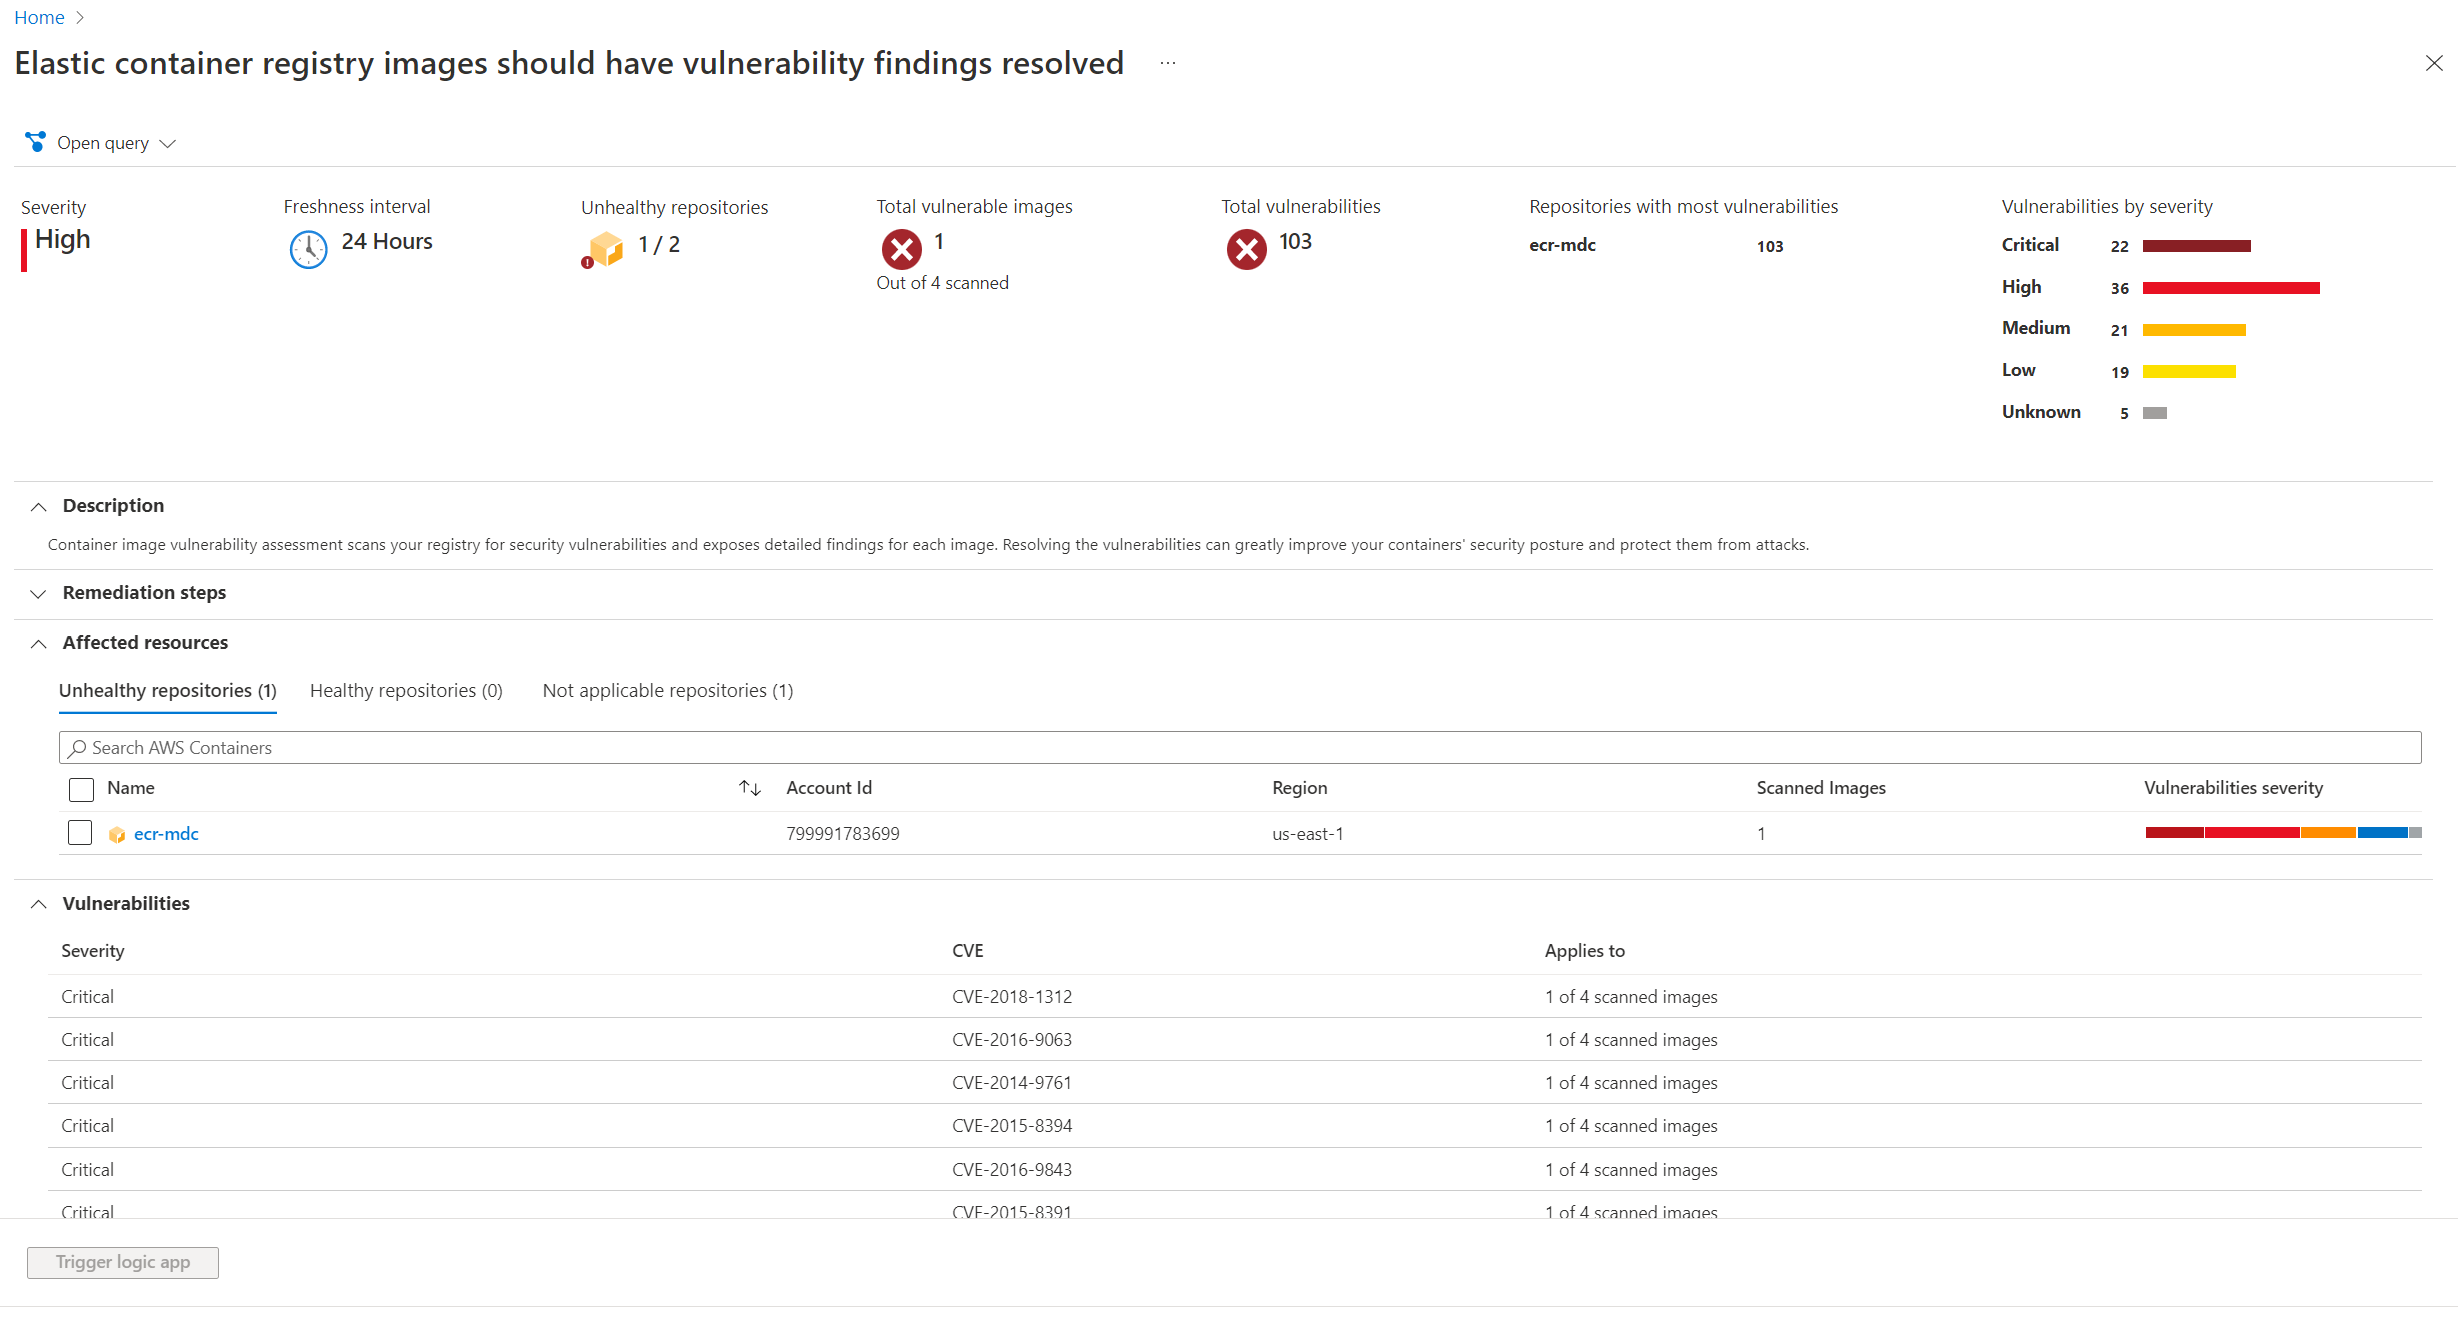 Home
Elastic container registry images should have vulnerability findings resolved ...
Open query
Severity
High
Freshness interval
24 Hours
Unhealthy repositories
1 / 2
Total vulnerable images
1
Out of 4 scanned
Total vulnerabilities
103
Repositories with most vulnerabilities
ecr-mdc 103
Vulnerabilities by severity
Critical 22
High 36
Medium 21
Low 19
Unknown 5
Description
Container image vulnerability assessment scans your registry for security vulnerabilities and exposes detailed findings for each image. Resolving the vulnerabilities can greatly improve your containers' security posture and protect them from attacks.
Remediation steps
Affected resources
Unhealthy repositories (1) Healthy repositories (0) Not applicable repositories (1)
Search AWS Containers
Name Account Id Region Scanned Images Vulnerabilities severity
ecr-mdc 799991783699 us-east-1 1
Vulnerabilities
Severity CVE Applies to
Critical CVE-2018-1312 1 of 4 scanned images
Critical CVE-2016-9063 1 of 4 scanned images
Critical CVE-2014-9761 1 of 4 scanned images
Critical CVE-2015-8394 1 of 4 scanned images
Critical CVE-2016-9843 1 of 4 scanned images
Critical CVE-2015-8391 1 of 4 scanned images
Trigger logic app